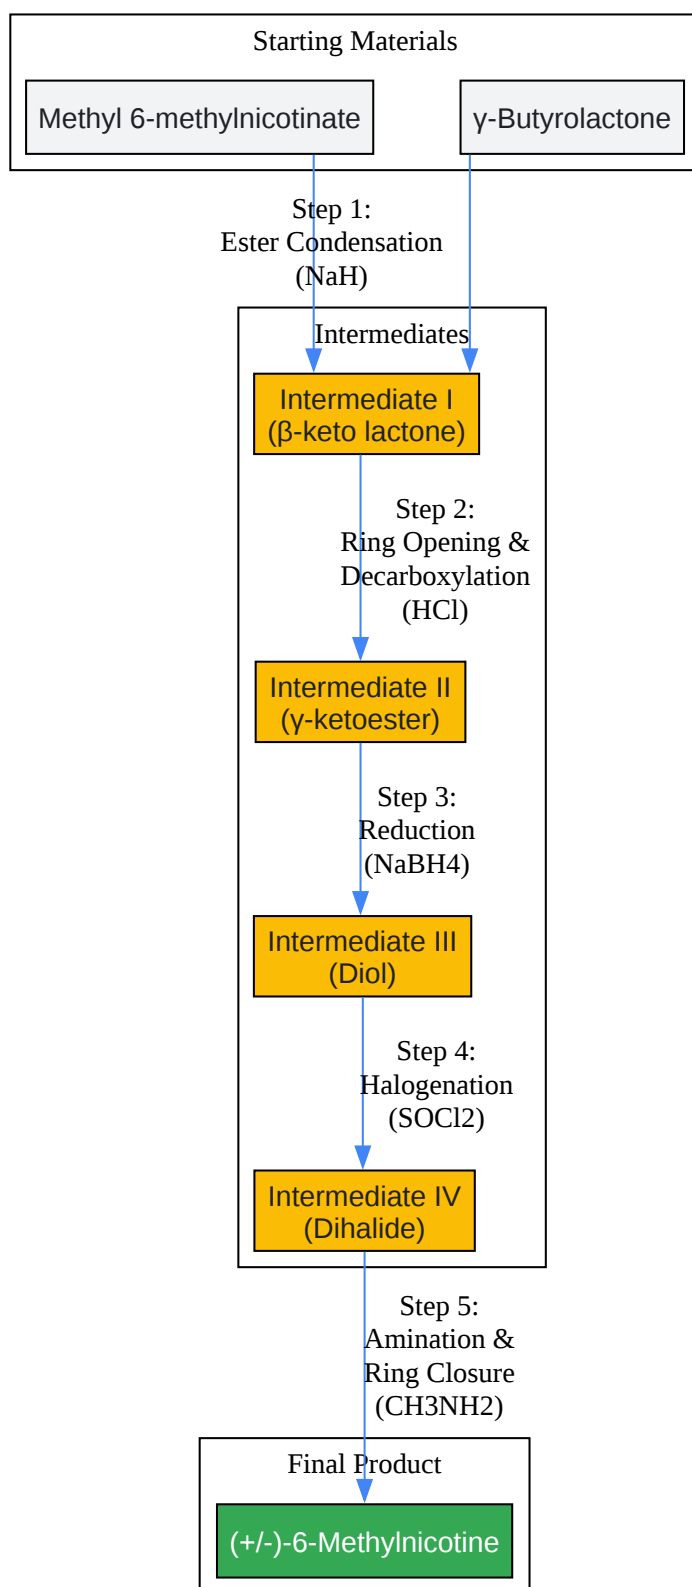 Starting Materials
Methyl 6-methylnicotinate
γ-Butyrolactone
Step 1:
Ester Condensation
(NaH)
Intermediates
Intermediate I
(β-keto lactone)
Step 2:
Ring Opening &
Decarboxylation
(HCl)
Intermediate II
(γ-ketoester)
Step 3:
Reduction
(NaBH4)
Intermediate III
(Diol)
Step 4:
Halogenation
(SOCl2)
Intermediate IV
(Dihalide)
Step 5:
Amination &
Ring Closure
(CH3NH2)
Final Product
(+/-)-6-Methylnicotine